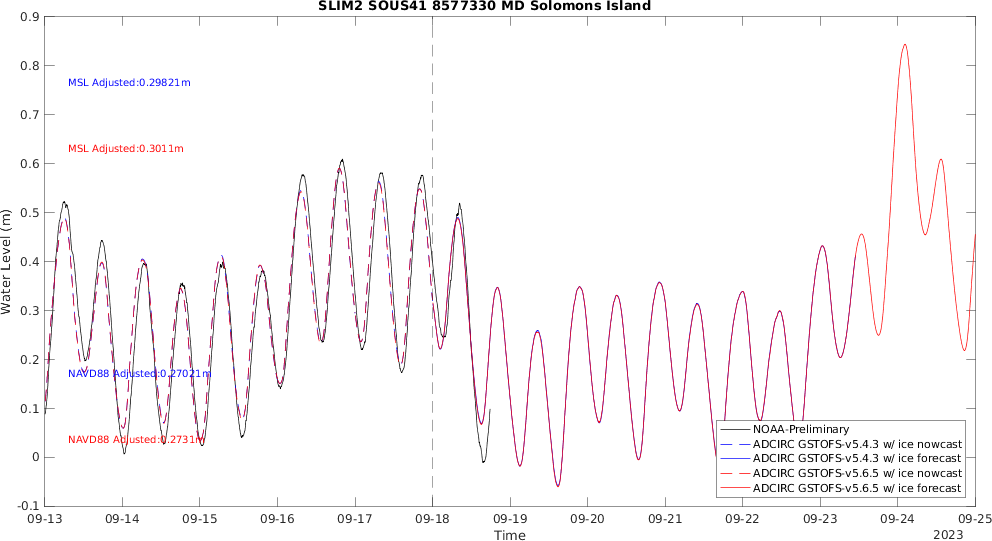 SLIM2 SOUS41 8577330 MD Solomons Island
0.9
0.8
0.7
0.6
0.5
0.4
0.3
0.2
0.1
0
-0.1
Water Level (m)
MSL Adjusted:0.29821m
MSL Adjusted:0.3011m
NAVD88 Adjusted:0.27021m
NAVD88 Adjusted:0.2731m
NOAA-Preliminary
ADCIRC GSTOFS-v5.4.3 w/ ice nowcast
ADCIRC GSTOFS-v5.4.3 w/ ice forecast
ADCIRC GSTOFS-v5.6.5 w/ ice nowcast
ADCIRC GSTOFS-v5.6.5 w/ ice forecast
09-13 09-14 09-15 09-16 09-17 09-18 09-19 09-20 09-21 09-22 09-23 09-24 09-25
Time
2023